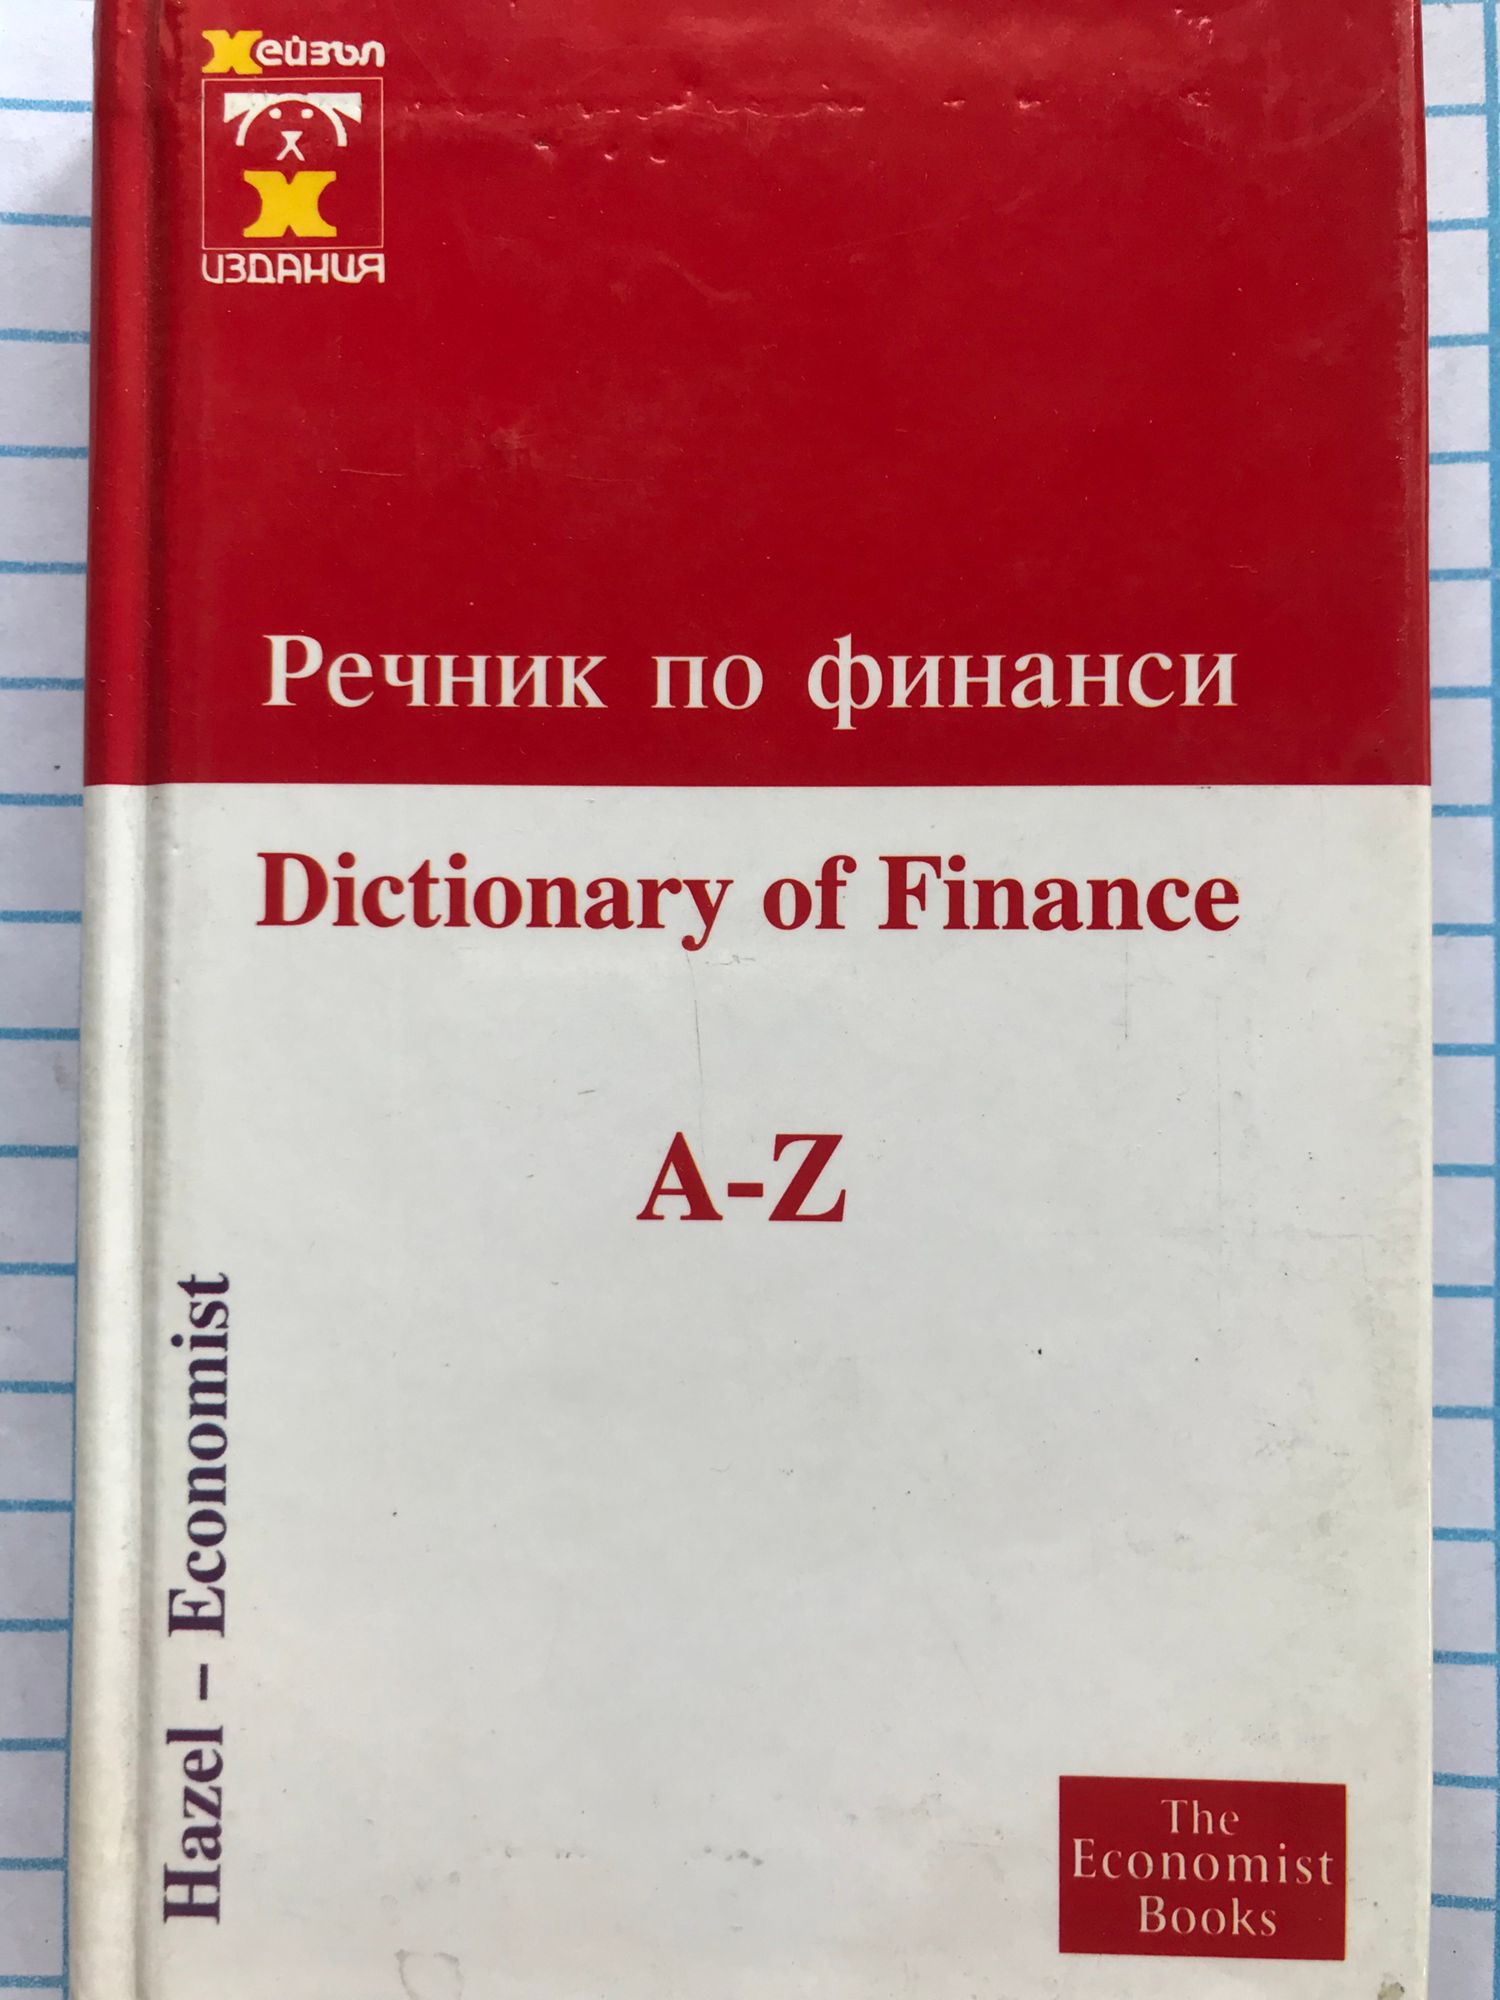 Хейзъл
Х
ИЗДАНИЯ
Речник по финанси
Dictionary of Finance
A-Z
Hazel – Economist
The
Economist
Books